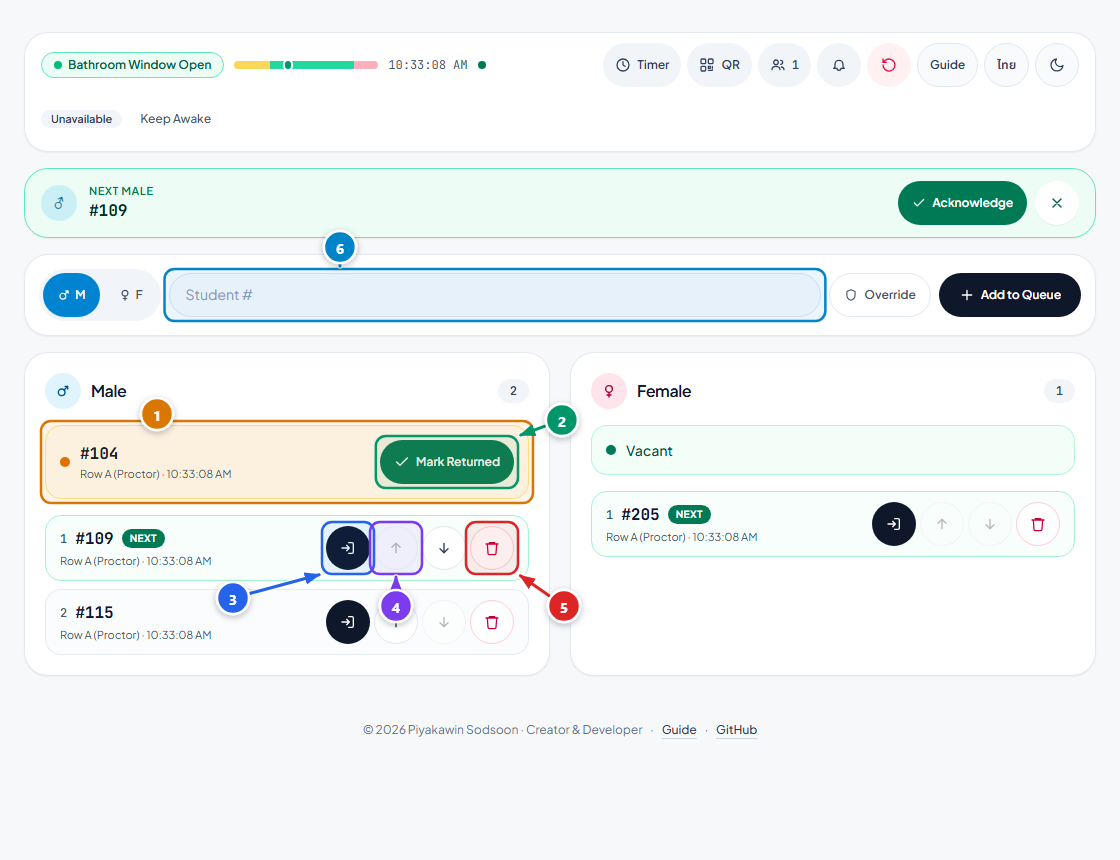 Bathroom Window Open 10:33:08 AM Timer QR 1 Guide ไทย
Unavailable Keep Awake
NEXT MALE
#109
Acknowledge
6
M F Student # Override Add to Queue
Male 2
1
#104
Row A (Proctor) · 10:33:08 AM
Mark Returned
2
1 #109 NEXT
Row A (Proctor) · 10:33:08 AM
3
4
5
2 #115
Row A (Proctor) · 10:33:08 AM
Female 1
Vacant
1 #205 NEXT
Row A (Proctor) · 10:33:08 AM
© 2026 Piyakawin Sodsoon · Creator & Developer · Guide · GitHub